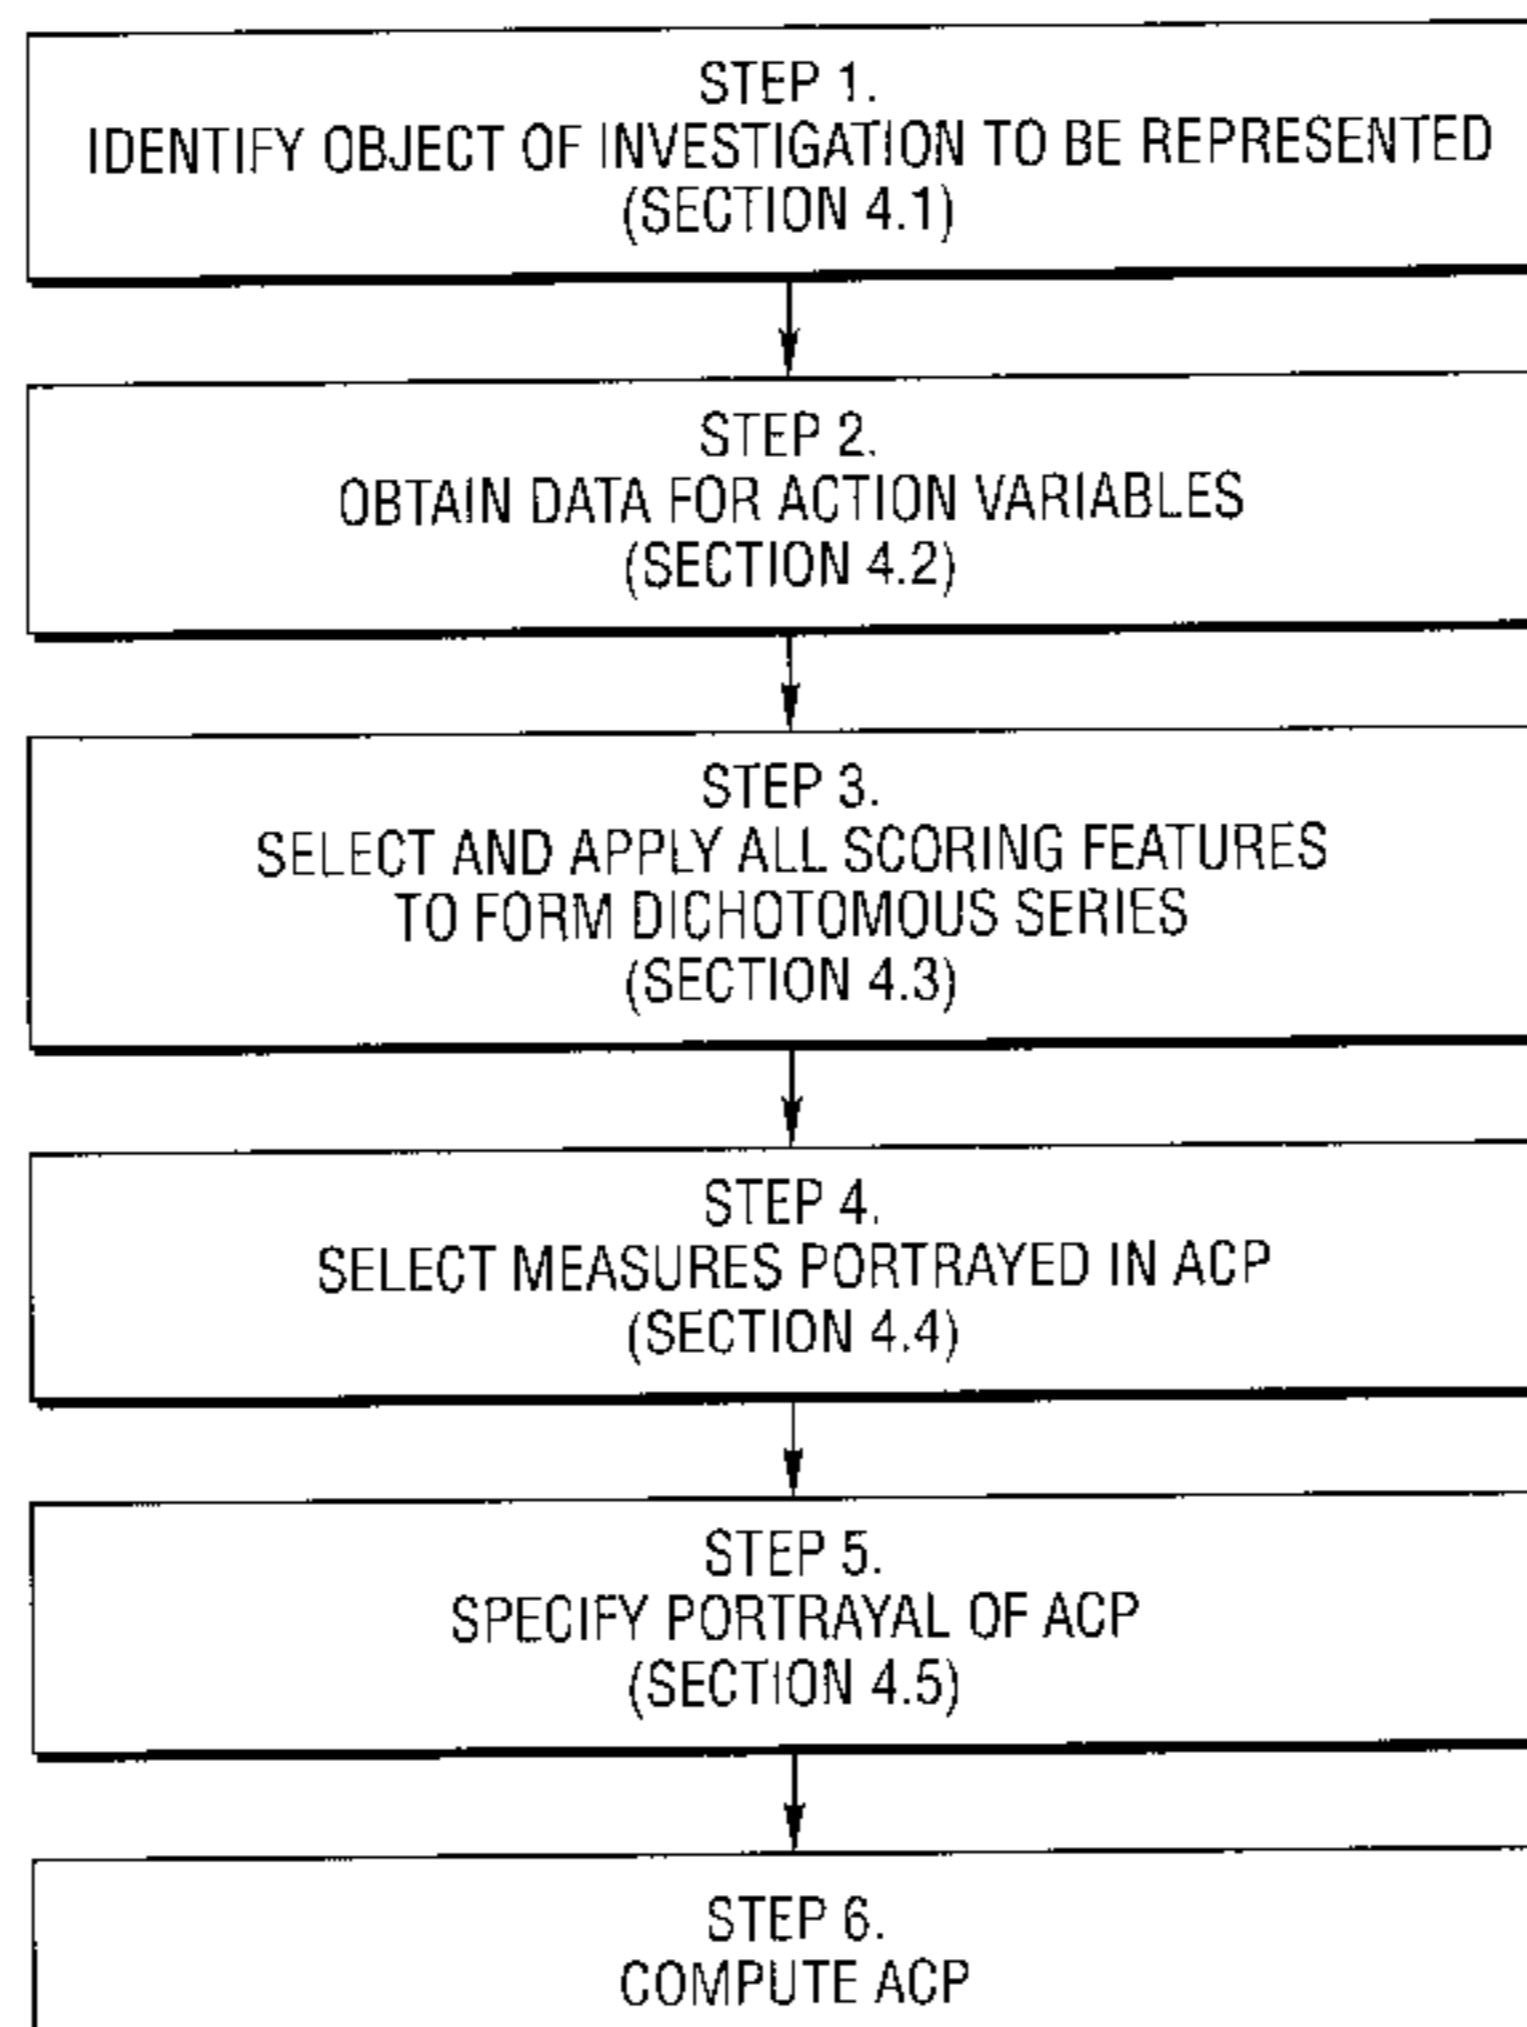 STEP 1.
IDENTIFY OBJECT OF INVESTIGATION TO BE REPRESENTED
(SECTION 4.1)
STEP 2.
OBTAIN DATA FOR ACTION VARIABLES
(SECTION 4.2)
STEP 3.
SELECT AND APPLY ALL SCORING FEATURES
TO FORM DICHOTOMOUS SERIES
(SECTION 4.3)
STEP 4.
SELECT MEASURES PORTRAYED IN ACP
(SECTION 4.4)
STEP 5.
SPECIFY PORTRAYAL OF ACP
(SECTION 4.5)
STEP 6.
COMPUTE ACP